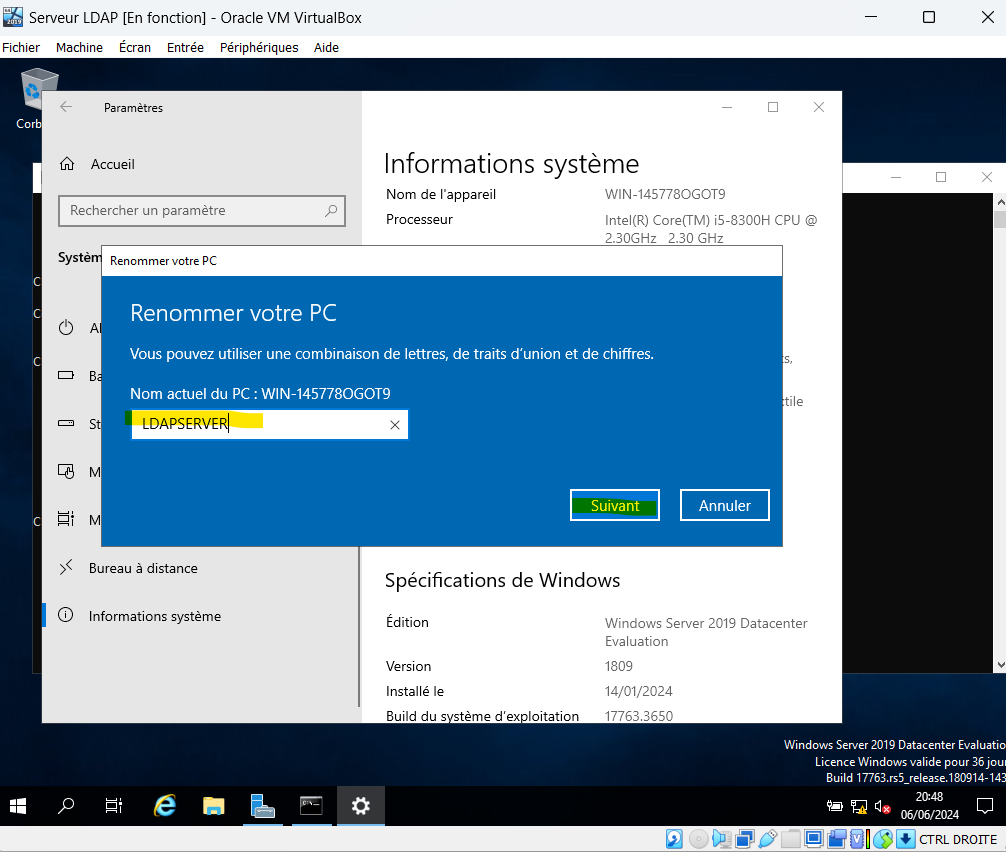 Serveur LDAP [En fonction] - Oracle VM VirtualBox
Fichier Machine Écran Entrée Périphériques Aide
Corb
Paramètres
Accueil
Rechercher un paramètre
Système
Informations système
Nom de l'appareil WIN-145778OGOT9
Processeur Intel(R) Core(TM) i5-8300H CPU @
2.30GHz 2.30 GHz
Renommer votre PC
Renommer votre PC
Vous pouvez utiliser une combinaison de lettres, de traits d'union et de chiffres.
Nom actuel du PC : WIN-145778OGOT9
LDAPSERVER
Suivant Annuler
Ba
St
M
M
Bureau à distance
Informations système
Spécifications de Windows
Édition Windows Server 2019 Datacenter
Evaluation
Version 1809
Installé le 14/01/2024
Build du système d'exploitation 17763.3650
Windows Server 2019 Datacenter Evaluatio
Licence Windows valide pour 36 jour
Build 17763.rs5_release.180914-143
20:48
06/06/2024
CTRL DROITE